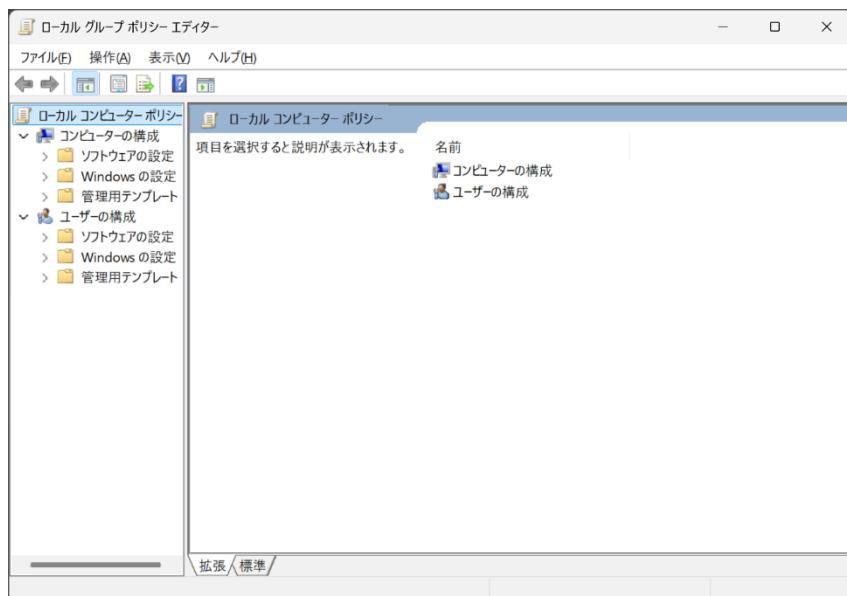 ローカル グループ ポリシー エディター
ファイル(F) 操作(A) 表示(V) ヘルプ(H)
ローカル コンピューター ポリシー
コンピューターの構成
ソフトウェアの設定
Windows の設定
管理用テンプレート
ユーザーの構成
ソフトウェアの設定
Windows の設定
管理用テンプレート
ローカル コンピューター ポリシー
項目を選択すると説明が表示されます。
名前
コンピューターの構成
ユーザーの構成
拡張 標準